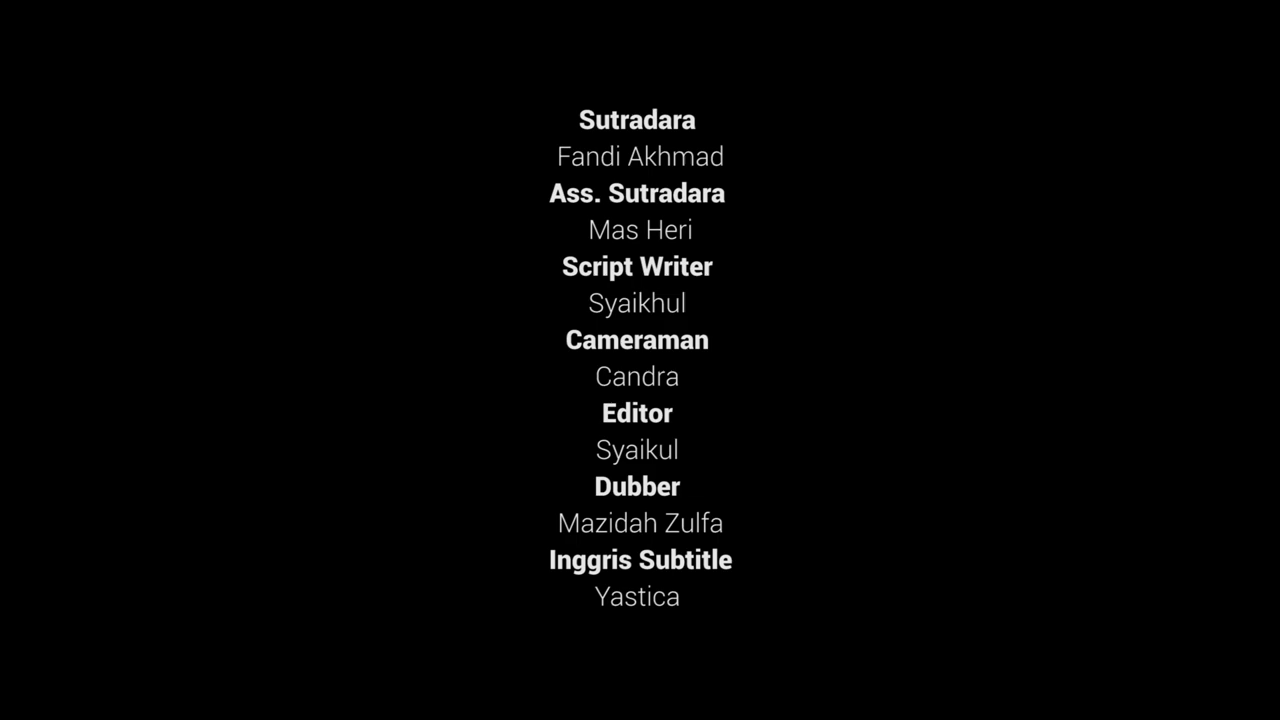 Sutradara
Fandi Akhmad
Ass. Sutradara
Mas Heri
Script Writer
Syaikhul
Cameraman
Candra
Editor
Syaikul
Dubber
Mazidah Zulfa
Inggris Subtitle
Yastica